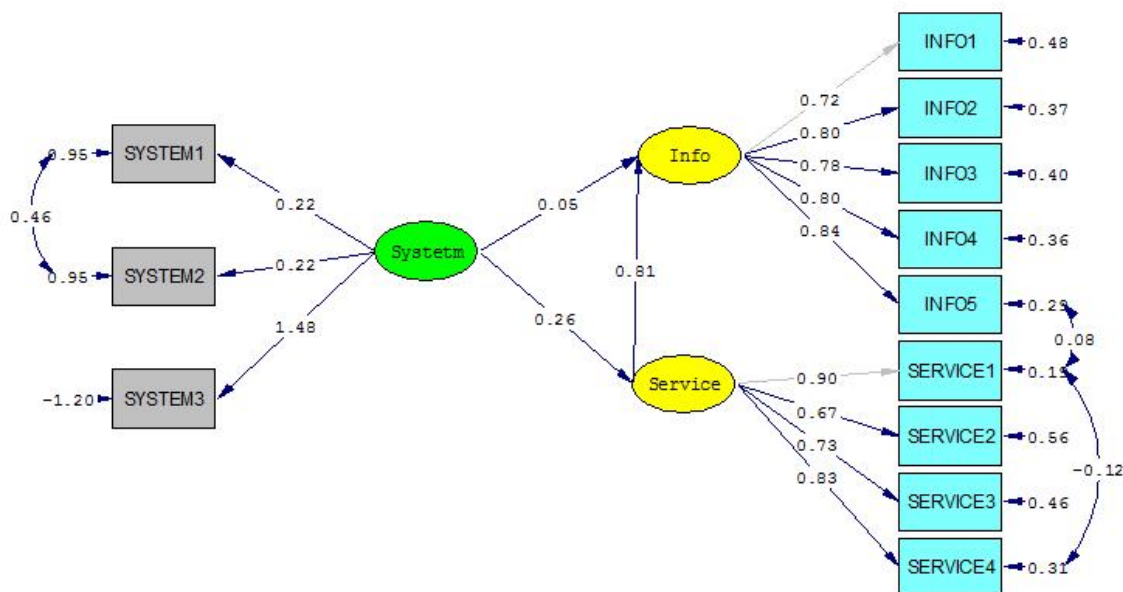 INFO1
0.48
0.72
INFO2
0.37
0.80
0.95
SYSTEM1
Info
INFO3
0.40
0.78
0.22
0.05
0.80
0.46
INFO4
0.36
0.84
Systetm
0.95
SYSTEM2
0.22
0.81
INFO5
0.29
0.26
1.48
0.08
SERVICE1
0.90
Service
-1.20
SYSTEM3
0.67
SERVICE2
0.56
0.73
-0.12
0.83
SERVICE3
0.46
SERVICE4
0.31